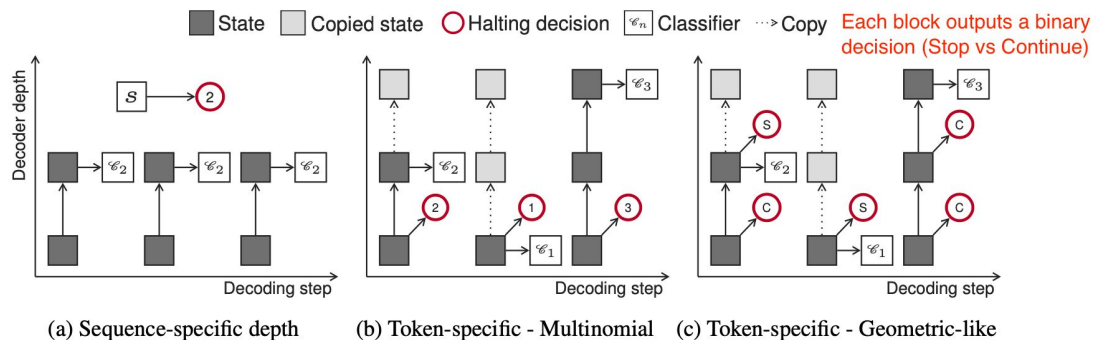 State Copied state Halting decision 𝒞n Classifier Copy
Each block outputs a binary
decision (Stop vs Continue)
Decoder depth
S 2
𝒞2 𝒞2 𝒞2
Decoding step
(a) Sequence-specific depth
𝒞3
𝒞2
2 1 3
𝒞1
Decoding step
(b) Token-specific - Multinomial
𝒞3
S C
𝒞2
C S C
𝒞1
Decoding step
(c) Token-specific - Geometric-like